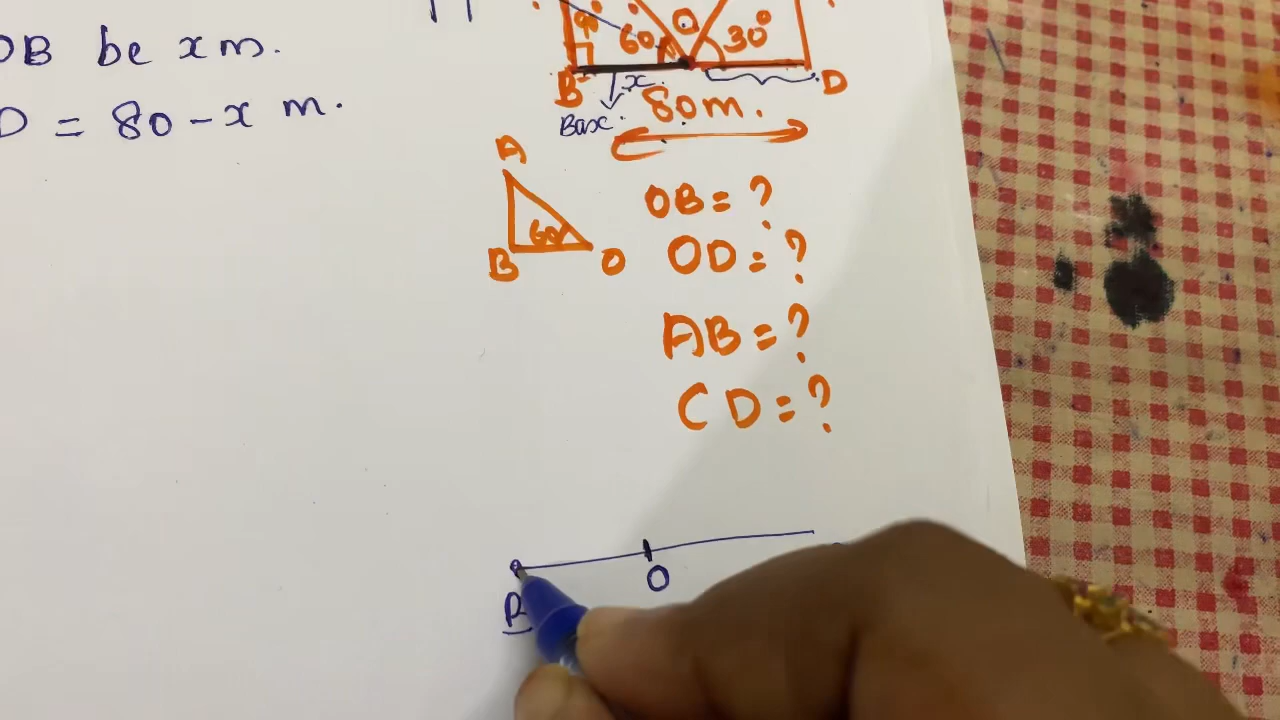 OB be x m.
D = 80 - x m.
90° 60 O 30°
B x D
80m.
Base
A
60
B O
OB = ?
OD = ?
AB = ?
CD = ?
O
B